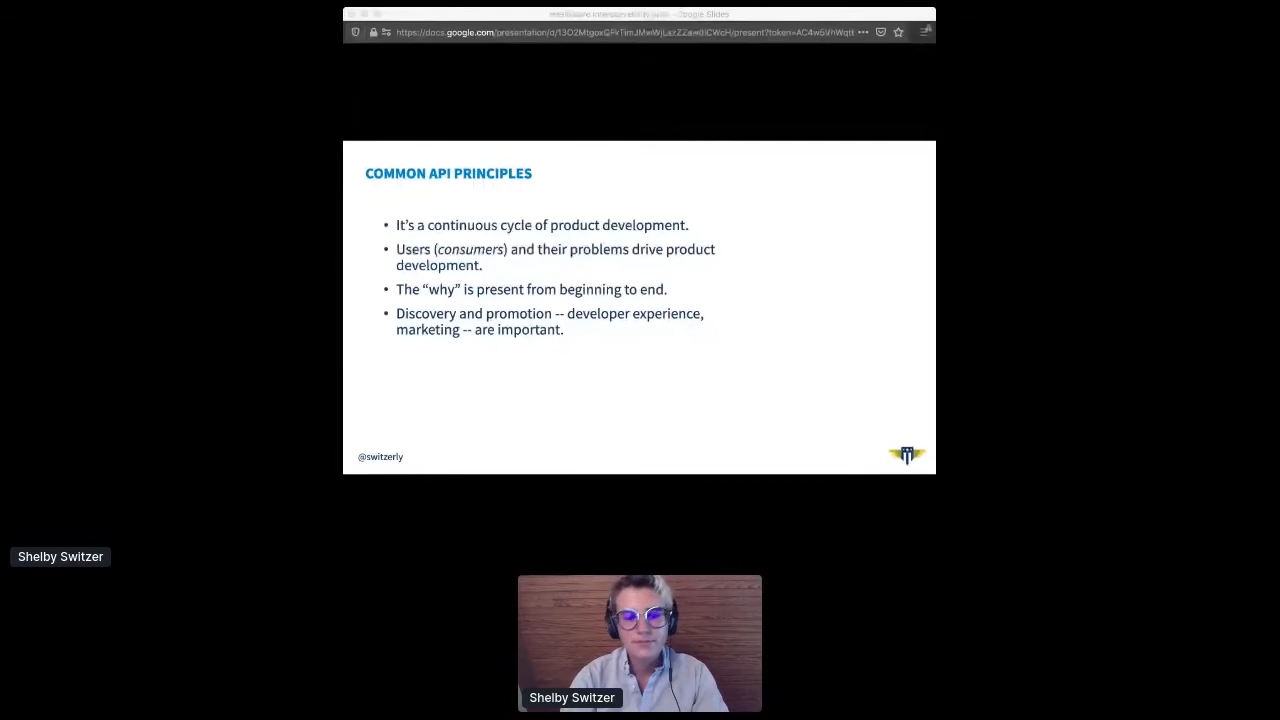 COMMON API PRINCIPLES
• It's a continuous cycle of product development.
• Users (consumers) and their problems drive product
development.
• The “why” is present from beginning to end.
• Discovery and promotion -- developer experience,
marketing -- are important.
@switzerly
Shelby Switzer
Shelby Switzer